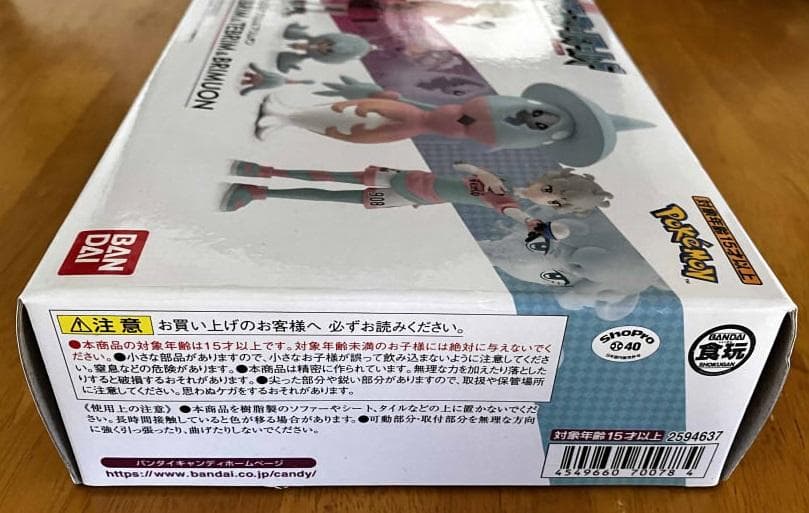 TEBRIM & BRIMUON
908
BAN
DAI
対象年齢15才以上
POKÉMON
TM
注意 お買い上げのお客様へ 必ずお読みください。
●本商品の対象年齢は15才以上です。対象年齢未満のお子様には絶対に与えないでく
ださい。●小さな部品がありますので、小さなお子様が誤って飲み込まないように注意してくださ
い。窒息などの危険があります。●本商品は精密に作られています。無理な力を加えたり落とした
りすると破損するおそれがあります。●尖った部分や鋭い部分がありますので、取扱や保管場所
に注意してください。思わぬケガをするおそれがあります。
《使用上の注意》●本商品を樹脂製のソファーやシート、タイルなどの上に置かないでくだ
さい。長時間接触していると色が移る場合があります。●可動部分・取付部分を無理な方向
に強く引っ張ったり、曲げたりしないでください。
バンダイキャンディホームページ
https://www.bandai.co.jp/candy/
ShoPro
40
BANDAI
食玩
SHOKUGAN
対象年齢15才以上 2594637
4549660 70078 4